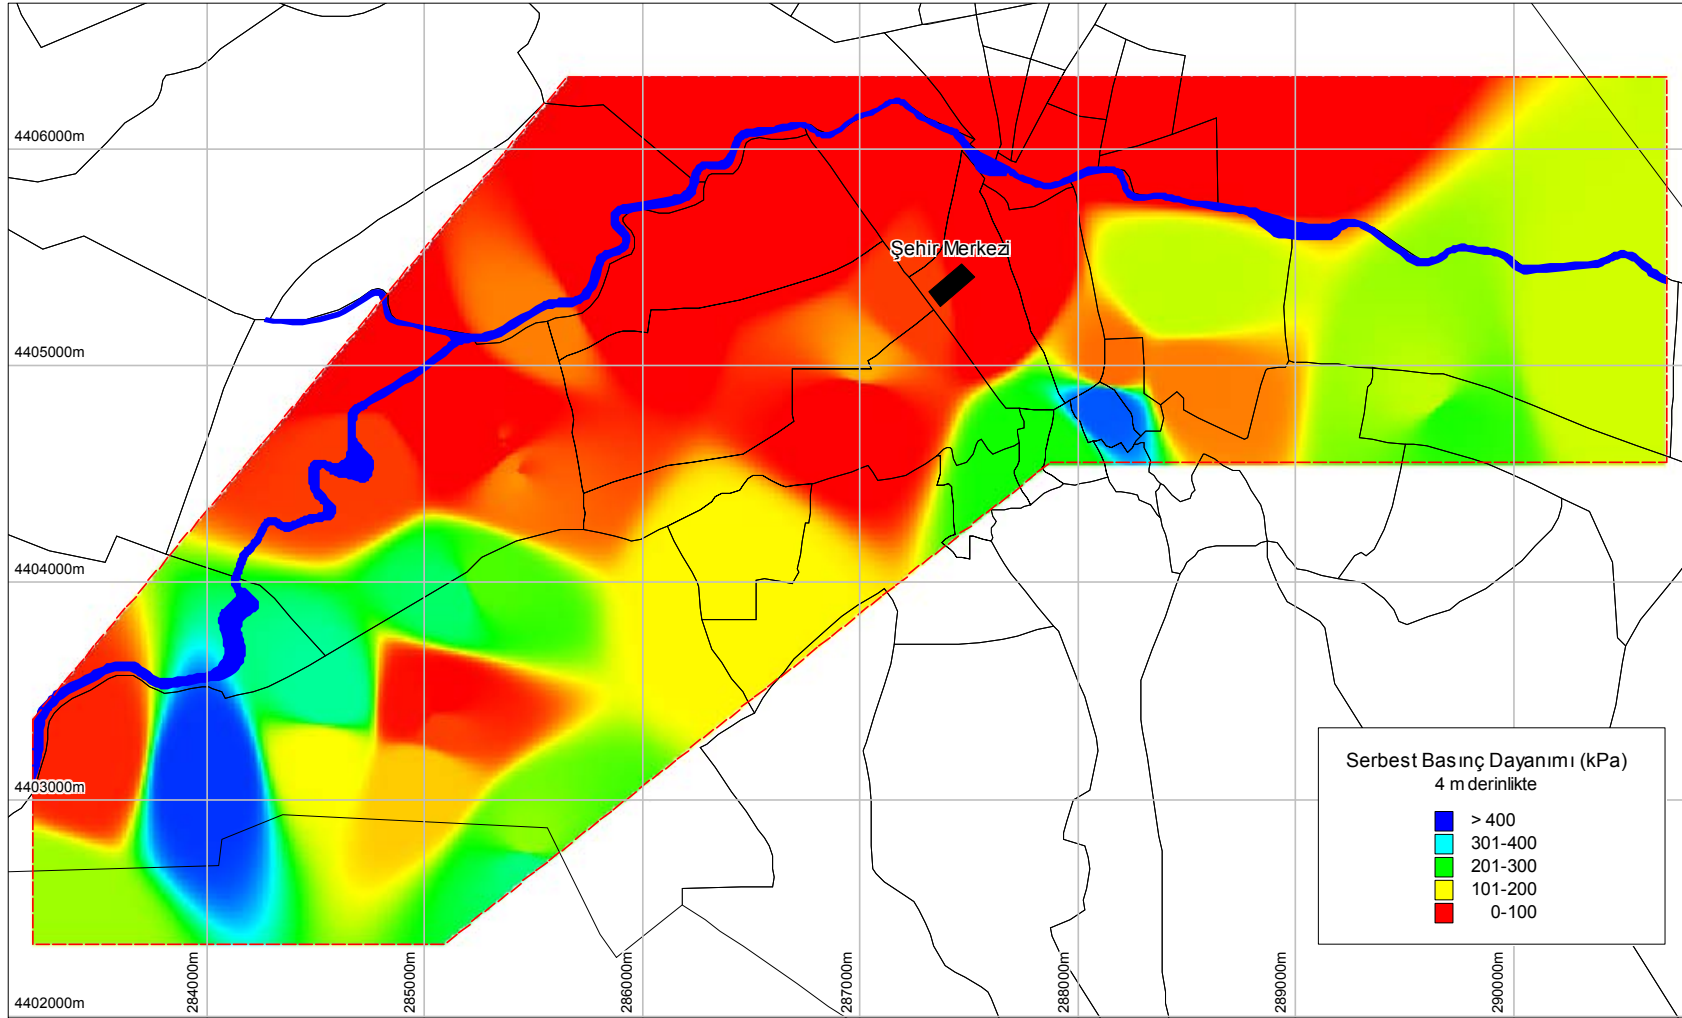 4406000m
Şehir Merkezi
4405000m
4404000m
4403000m
Serbest Basınç Dayanımı (kPa)
4 m derinlikte
> 400
301-400
201-300
101-200
0-100
4402000m
284000m
285000m
286000m
287000m
288000m
289000m
290000m